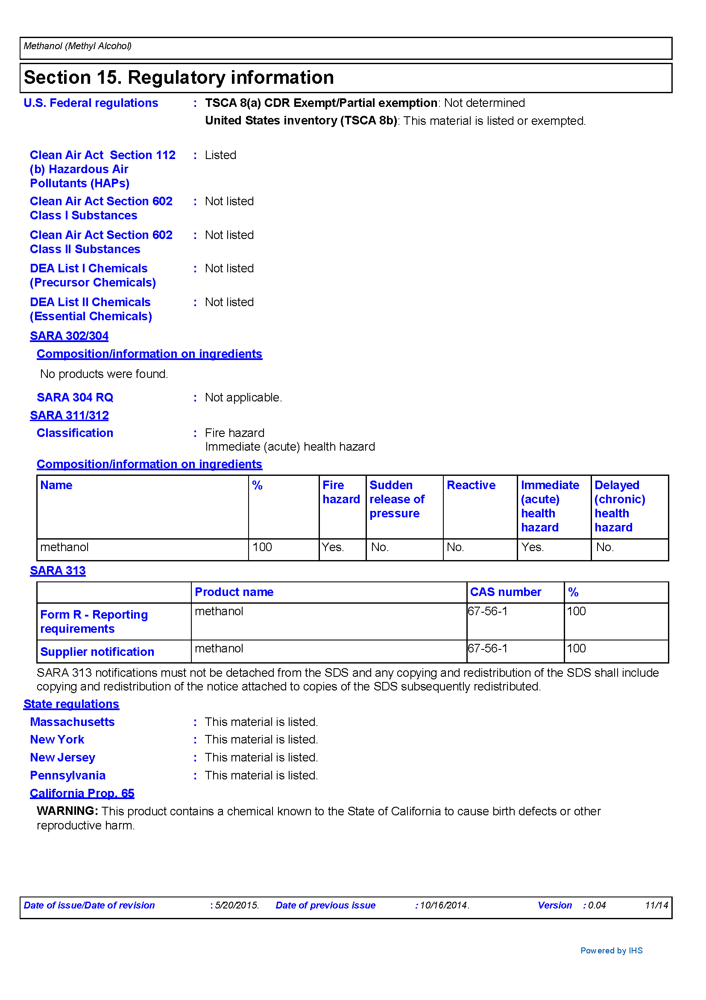 Methanol (Methyl Alcohol)
Section 15. Regulatory information
U.S. Federal regulations : TSCA 8(a) CDR Exempt/Partial exemption: Not determined
United States inventory (TSCA 8b): This material is listed or exempted.
Clean Air Act Section 112 : Listed
(b) Hazardous Air
Pollutants (HAPs)
Clean Air Act Section 602 : Not listed
Class I Substances
Clean Air Act Section 602 : Not listed
Class II Substances
DEA List I Chemicals : Not listed
(Precursor Chemicals)
DEA List II Chemicals : Not listed
(Essential Chemicals)
SARA 302/304
Composition/information on ingredients
No products were found.
SARA 304 RQ : Not applicable.
SARA 311/312
Classification : Fire hazard
Immediate (acute) health hazard
Composition/information on ingredients
Name % Fire Sudden Reactive Immediate Delayed
hazard release of (acute) (chronic)
pressure health health
hazard hazard
methanol 100 Yes. No. No. Yes. No.
SARA 313
Product name CAS number %
Form R - Reporting methanol 67-56-1 100
requirements
Supplier notification methanol 67-56-1 100
SARA 313 notifications must not be detached from the SDS and any copying and redistribution of the SDS shall include
copying and redistribution of the notice attached to copies of the SDS subsequently redistributed.
State regulations
Massachusetts : This material is listed.
New York : This material is listed.
New Jersey : This material is listed.
Pennsylvania : This material is listed.
California Prop. 65
WARNING: This product contains a chemical known to the State of California to cause birth defects or other
reproductive harm.
Date of issue/Date of revision : 5/20/2015. Date of previous issue : 10/16/2014. Version : 0.04 11/14
Powered by IHS